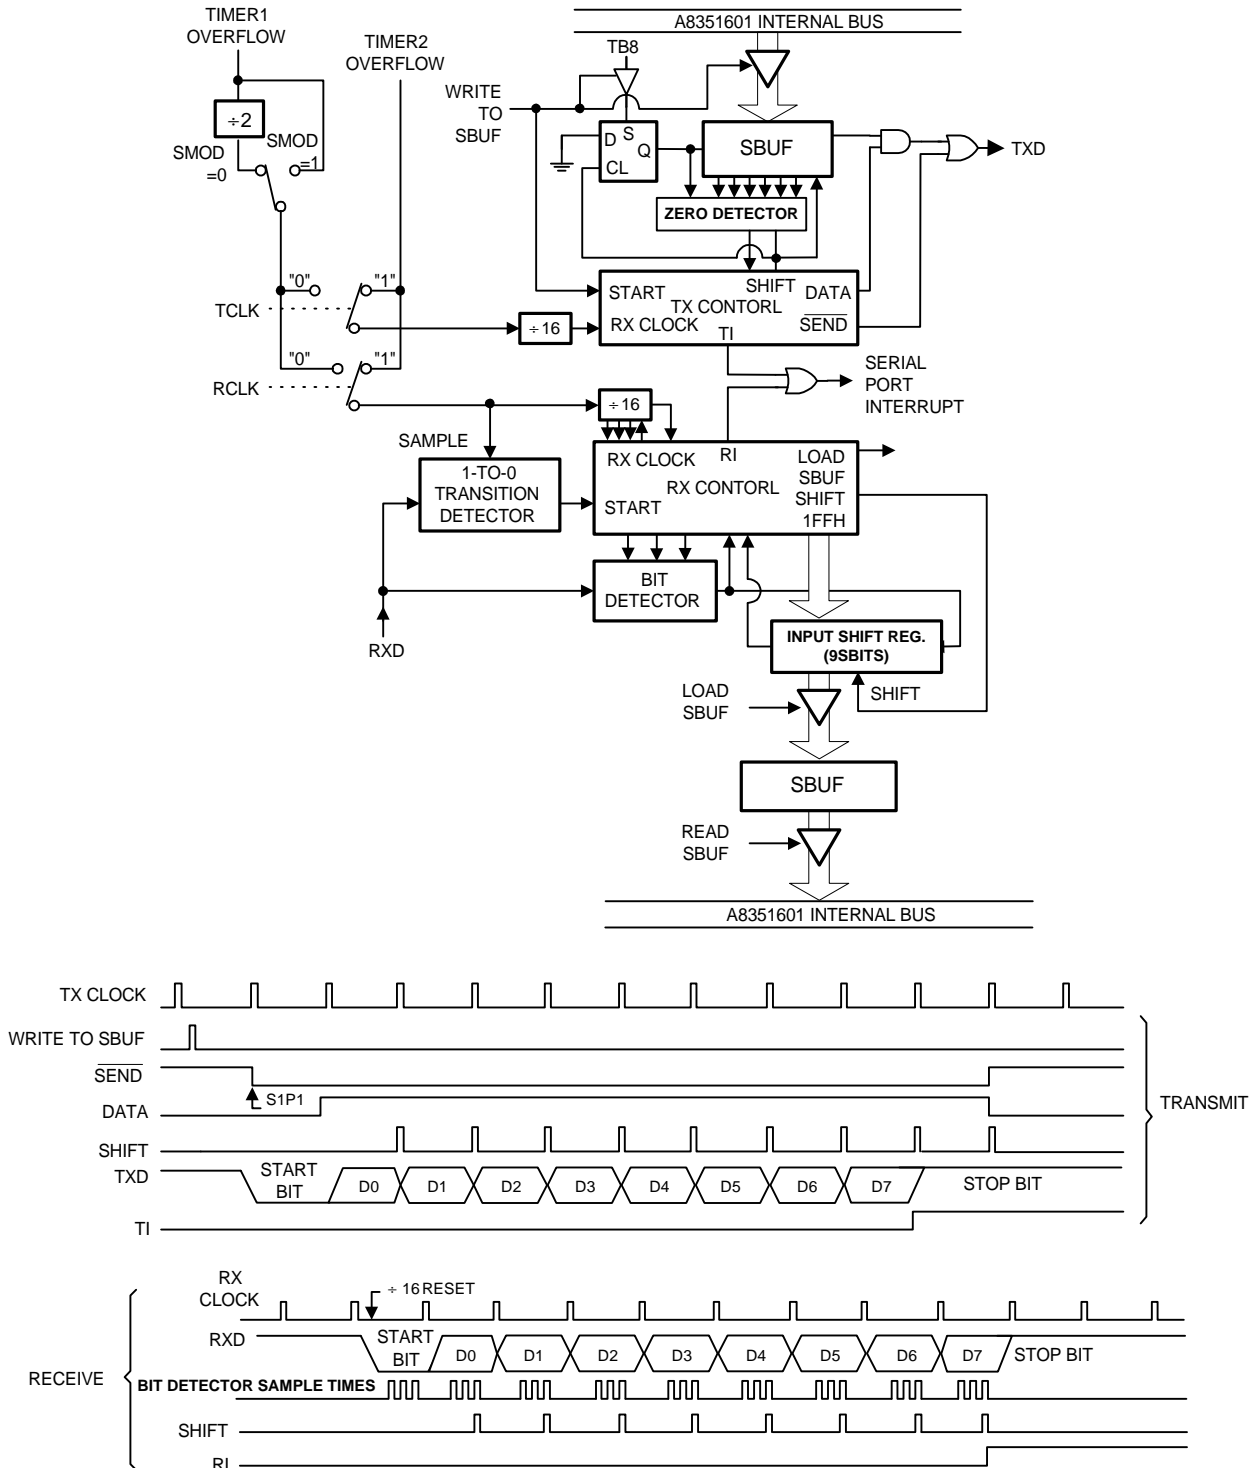 TIMER1
OVERFLOW
TIMER2
OVERFLOW
÷2
SMOD
=0
SMOD
=1
"0"
"1"
TCLK
"0"
"1"
RCLK
A8351601 INTERNAL BUS
TB8
WRITE
TO
SBUF
D S
Q
CL
SBUF
TXD
ZERO DETECTOR
START
SHIFT
DATA
TX CONTORL
RX CLOCK
SEND
TI
÷16
SERIAL
PORT
INTERRUPT
÷16
SAMPLE
1-TO-0
TRANSITION
DETECTOR
RX CLOCK
RI
LOAD
SBUF
RX CONTORL
SHIFT
START
1FFH
BIT
DETECTOR
RXD
INPUT SHIFT REG.
(9SBITS)
LOAD
SBUF
SHIFT
SBUF
READ
SBUF
A8351601 INTERNAL BUS
TX CLOCK
WRITE TO SBUF
SEND
S1P1
DATA
SHIFT
TXD
START
BIT
D0 D1 D2 D3 D4 D5 D6 D7
STOP BIT
TI
TRANSMIT
RX
CLOCK
÷ 16 RESET
RXD
START
BIT
D0 D1 D2 D3 D4 D5 D6 D7
STOP BIT
RECEIVE
BIT DETECTOR SAMPLE TIMES
SHIFT
RI